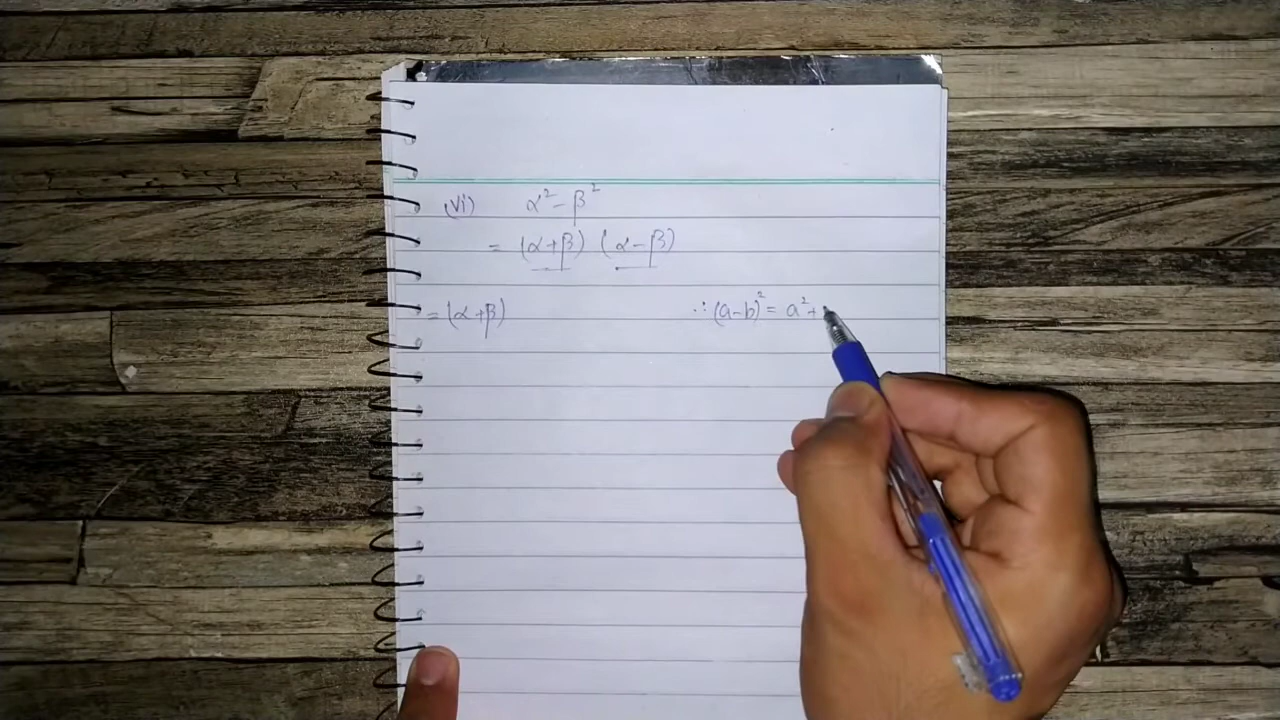 (vi) α² - β²
= (α+β) (α-β)
= (α+β) ∴ (a-b)² = a² +